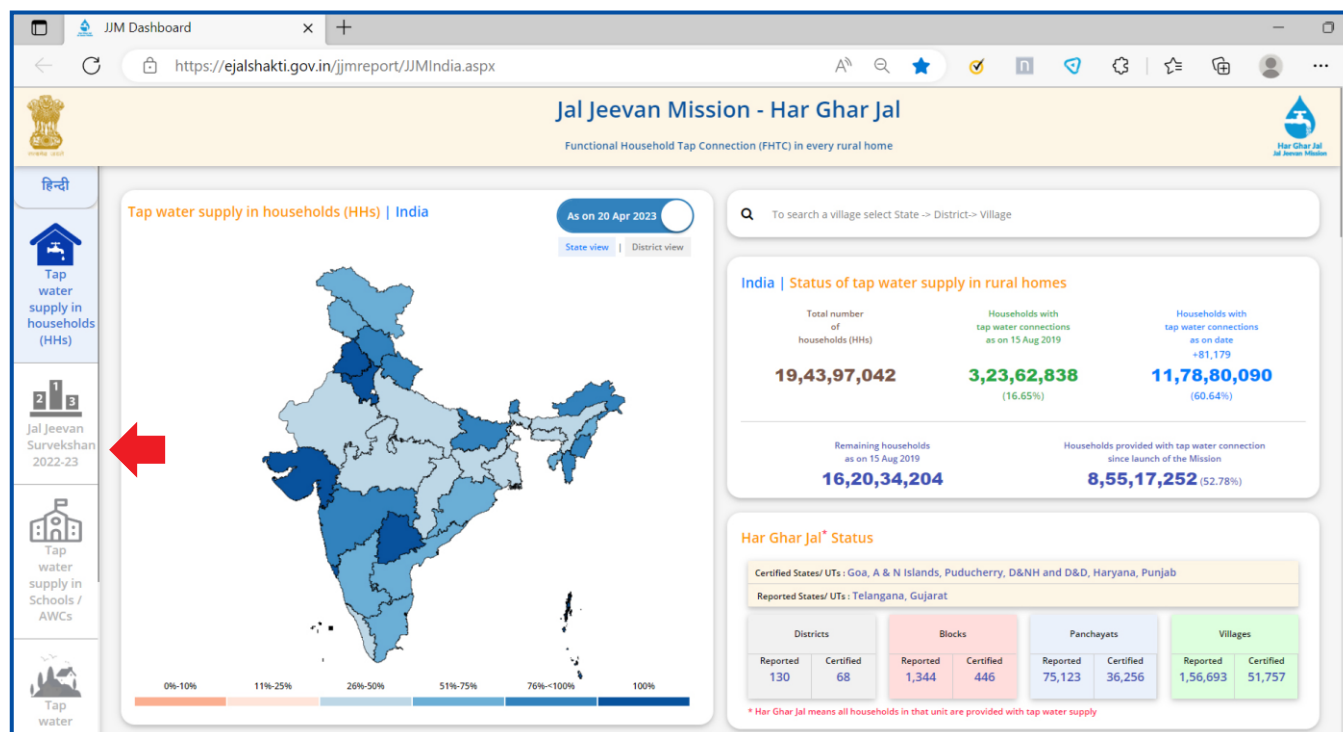 JJM Dashboard
https://ejalshakti.gov.in/jjmreport/JJMIndia.aspx
Jal Jeevan Mission - Har Ghar Jal
Functional Household Tap Connection (FHTC) in every rural home
Har Ghar Jal
Jal Jeevan Mission
हिन्दी
Tap
water
supply in
households
(HHs)
2 1 3
Jal Jeevan
Survekshan
2022-23
Tap
water
supply in
Schools /
AWCs
Tap
water
Tap water supply in households (HHs) | India
As on 20 Apr 2023
State view | District view
0%-10% 11%-25% 26%-50% 51%-75% 76%-<100% 100%
To search a village select State -> District-> Village
India | Status of tap water supply in rural homes
Total number
of
households (HHs)
19,43,97,042
Households with
tap water connections
as on 15 Aug 2019
3,23,62,838
(16.65%)
Households with
tap water connections
as on date
+81,179
11,78,80,090
(60.64%)
Remaining households
as on 15 Aug 2019
16,20,34,204
Households provided with tap water connection
since launch of the Mission
8,55,17,252 (52.78%)
Har Ghar Jal* Status
Certified States/ UTs : Goa, A & N Islands, Puducherry, D&NH and D&D, Haryana, Punjab
Reported States/ UTs : Telangana, Gujarat
Districts Blocks Panchayats Villages
Reported Certified Reported Certified Reported Certified Reported Certified
130 68 1,344 446 75,123 36,256 1,56,693 51,757
* Har Ghar Jal means all households in that unit are provided with tap water supply